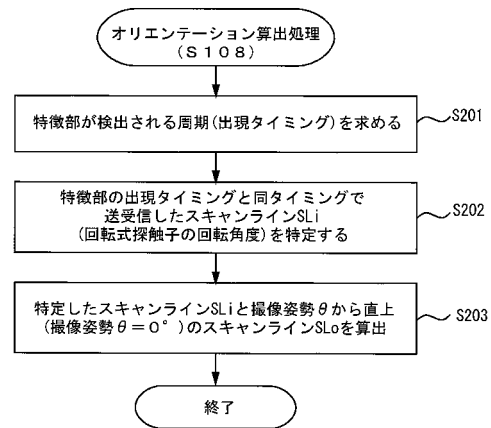 オリエンテーション算出処理
(S108)
特徴部が検出される周期(出現タイミング)を求める
S201
特徴部の出現タイミングと同タイミングで
送受信したスキャンラインSLi
(回転式探触子の回転角度)を特定する
S202
特定したスキャンラインSLiと撮像姿勢θから直上
(撮像姿勢θ=0°)のスキャンラインSLoを算出
S203
終了